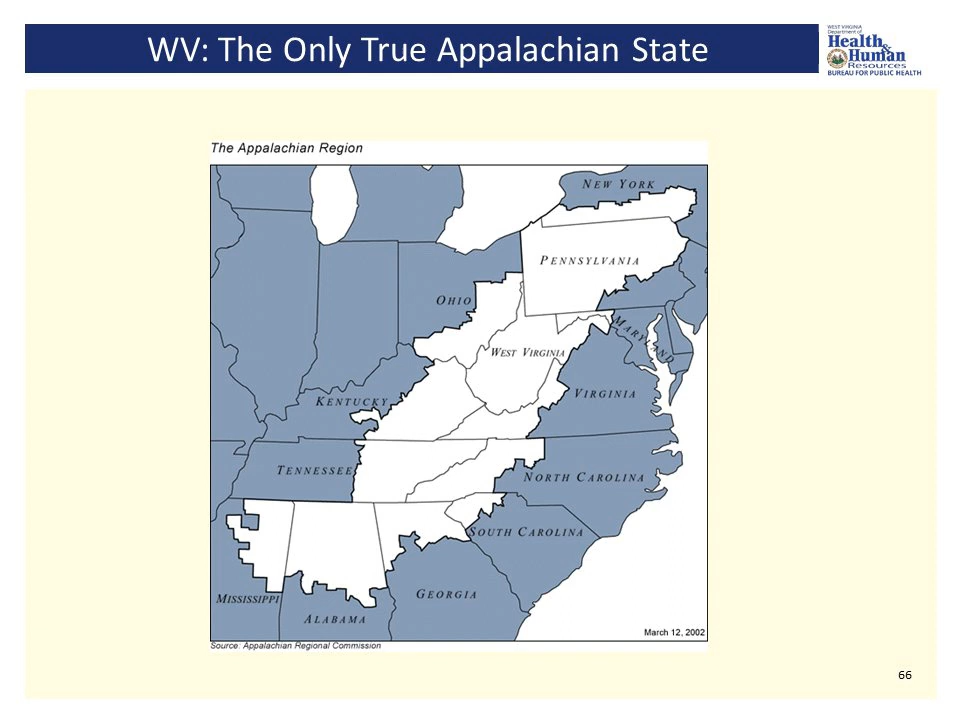 WV: The Only True Appalachian State
WEST VIRGINIA
Department of
Health &
Human
Resources
BUREAU FOR PUBLIC HEALTH
The Appalachian Region
NEW YORK
PENNSYLVANIA
OHIO
MARYLAND
WEST VIRGINIA
VIRGINIA
KENTUCKY
TENNESSEE
NORTH CAROLINA
SOUTH CAROLINA
GEORGIA
MISSISSIPPI
ALABAMA
March 12, 2002
Source: Appalachian Regional Commission
66